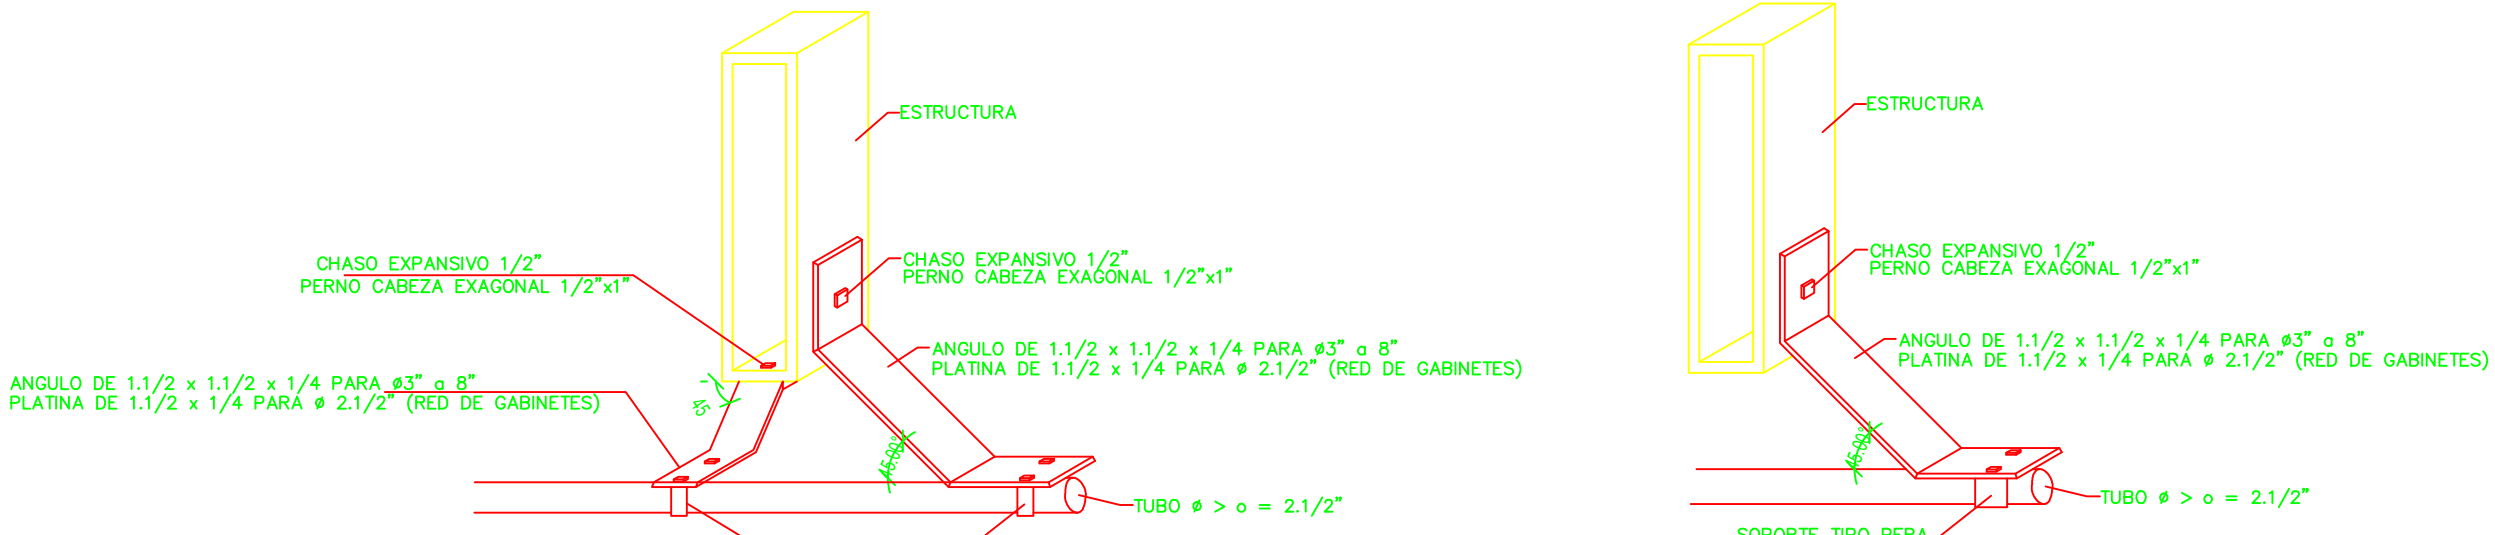 ESTRUCTURA
CHASO EXPANSIVO 1/2"
PERNO CABEZA EXAGONAL 1/2"x1"
ANGULO DE 1.1/2 x 1.1/2 x 1/4 PARA Ø3" a 8"
PLATINA DE 1.1/2 x 1/4 PARA Ø 2.1/2" (RED DE GABINETES)
45
CHASO EXPANSIVO 1/2"
PERNO CABEZEZA EXAGONAL 1/2"x1"
ANGULO DE 1.1/2 x 1.1/2 x 1/4 PARA Ø3" a 8"
PLATINA DE 1.1/2 x 1/4 PARA Ø 2.1/2" (RED DE GABINETES)
45.00°
TUBO Ø > o = 2.1/2"
ESTRUCTURA
CHASO EXPANSIVO 1/2"
PERNO CABEZEZA EXAGONAL 1/2"x1"
ANGULO DE 1.1/2 x 1.1/2 x 1/4 PARA Ø3" a 8"
PLATINA DE 1.1/2 x 1/4 PARA Ø 2.1/2" (RED DE GABINETES)
45.00°
TUBO Ø > o = 2.1/2"
SOPORTE TIPO PERA